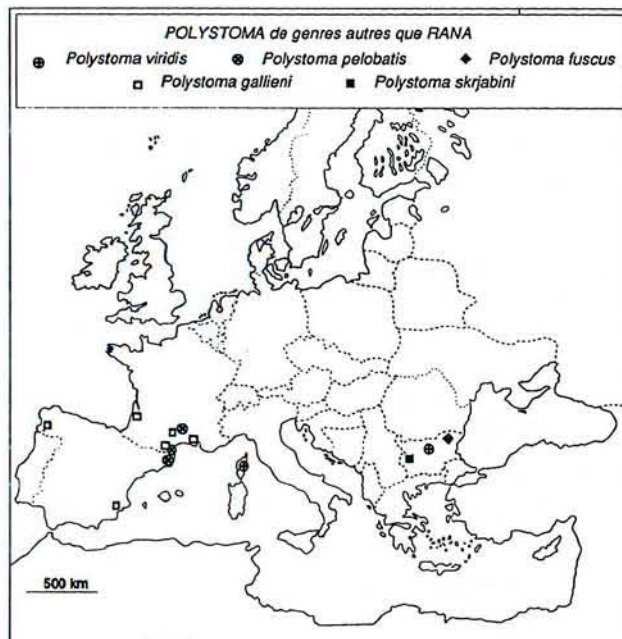 POLYSTOMA de genres autres que RANA
Polystoma viridis Polystoma pelobatis Polystoma fuscus
Polystoma gallieni Polystoma skrjabini
500 km